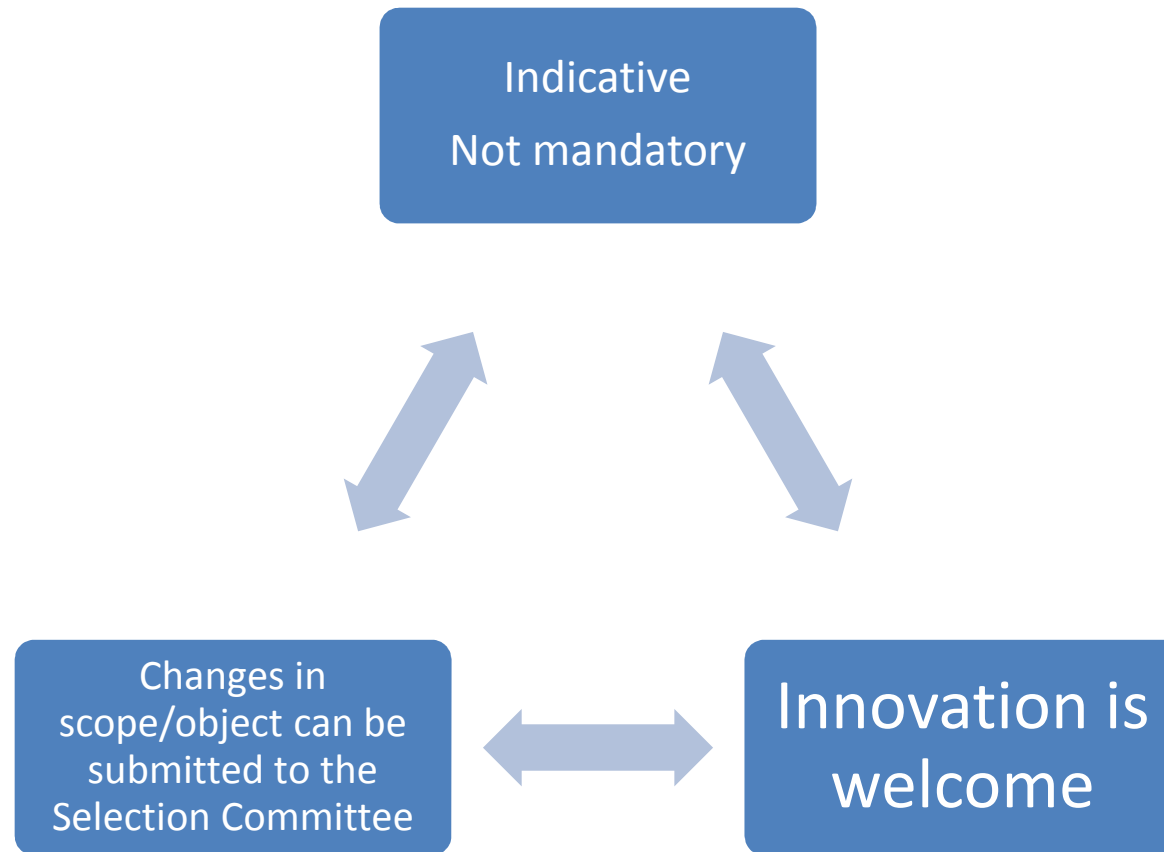 Indicative
Not mandatory
Changes in
scope/object can be
submitted to the
Selection Committee
Innovation is
welcome